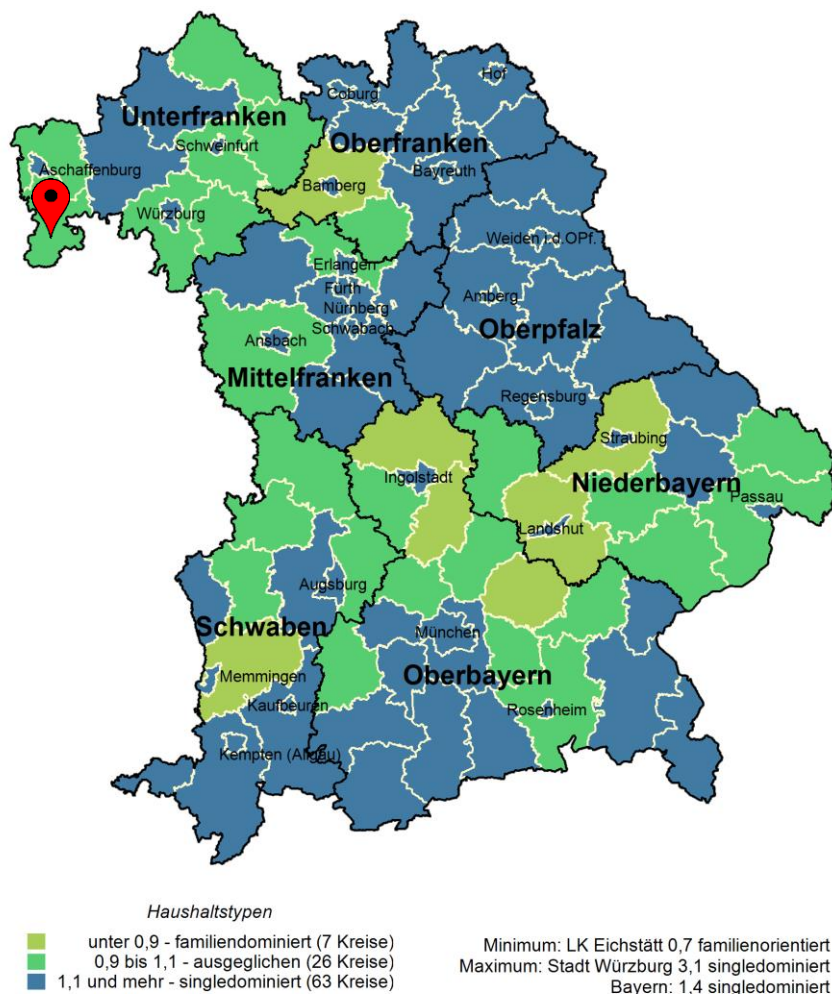 Hof
Coburg
Unterfranken
Oberfranken
Schweinfurt
Aschaffenburg
Bayreuth
Bamberg
Würzburg
Weiden i.d.OPf.
Erlangen
Fürth
Amberg
Nürnberg
Schwabach
Oberpfalz
Ansbach
Mittelfranken
Regensburg
Straubing
Ingolstadt
Niederbayern
Passau
Landshut
Augsburg
Schwaben
München
Oberbayern
Memmingen
Kaufbeuren
Rosenheim
Kempten (Allgäu)
Haushaltstypen
unter 0,9 - familiendominiert (7 Kreise)
0,9 bis 1,1 - ausgeglichen (26 Kreise)
1,1 und mehr - singledominiert (63 Kreise)
Minimum: LK Eichstätt 0,7 familienorientiert
Maximum: Stadt Würzburg 3,1 singledominiert
Bayern: 1,4 singledominiert